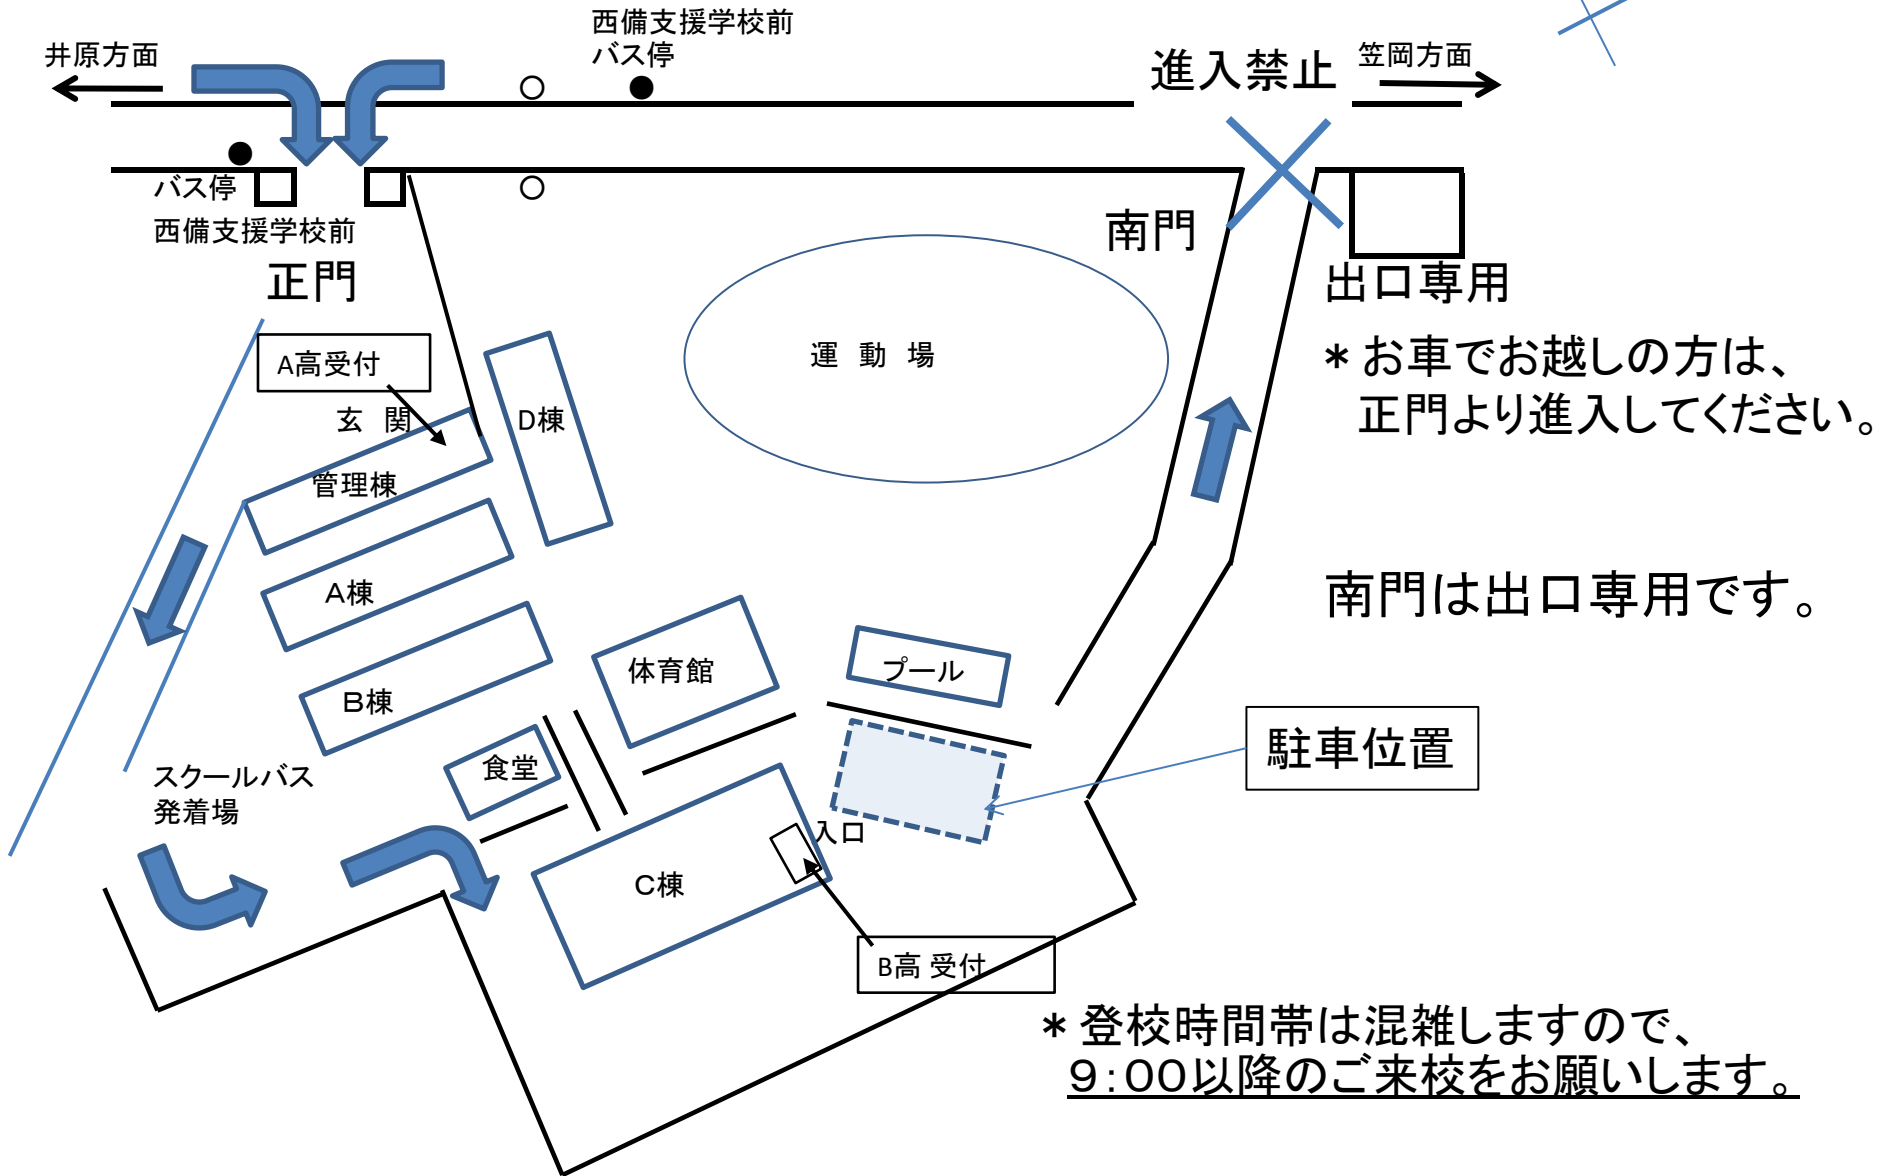 西備支援学校前
バス停
井原方面
進入禁止
笠岡方面
バス停
西備支援学校前
正門
南門
出口専用
A高受付
運 動 場
＊お車でお越しの方は、
正門より進入してください。
玄 関
D棟
管理棟
A棟
南門は出口専用です。
体育館
プール
B棟
駐車位置
食堂
スクールバス
発着場
入口
C棟
B高 受付
＊登校時間帯は混雑しますので、
９：００以降のご来校をお願いします。